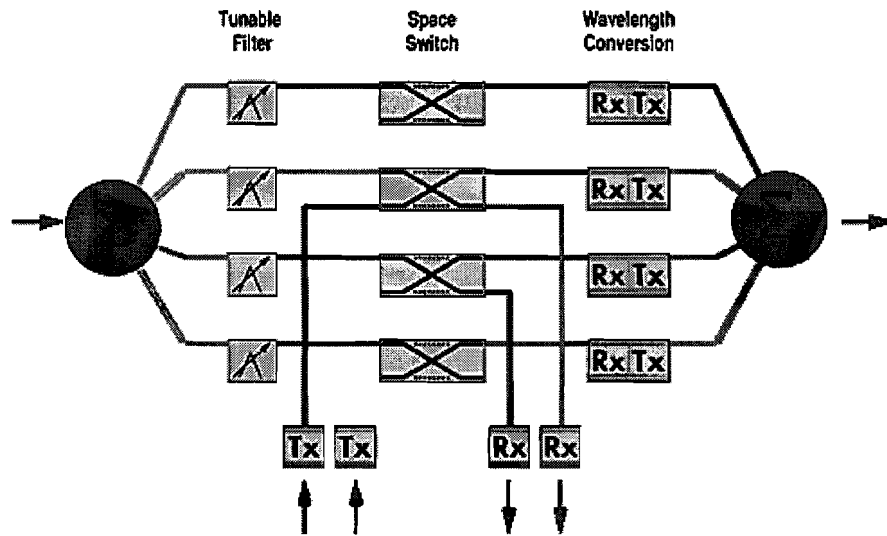 Tunable Filter
Space Switch
Wavelength Conversion
Rx Tx
Rx Tx
Rx Tx
Rx Tx
Tx Tx Rx Rx